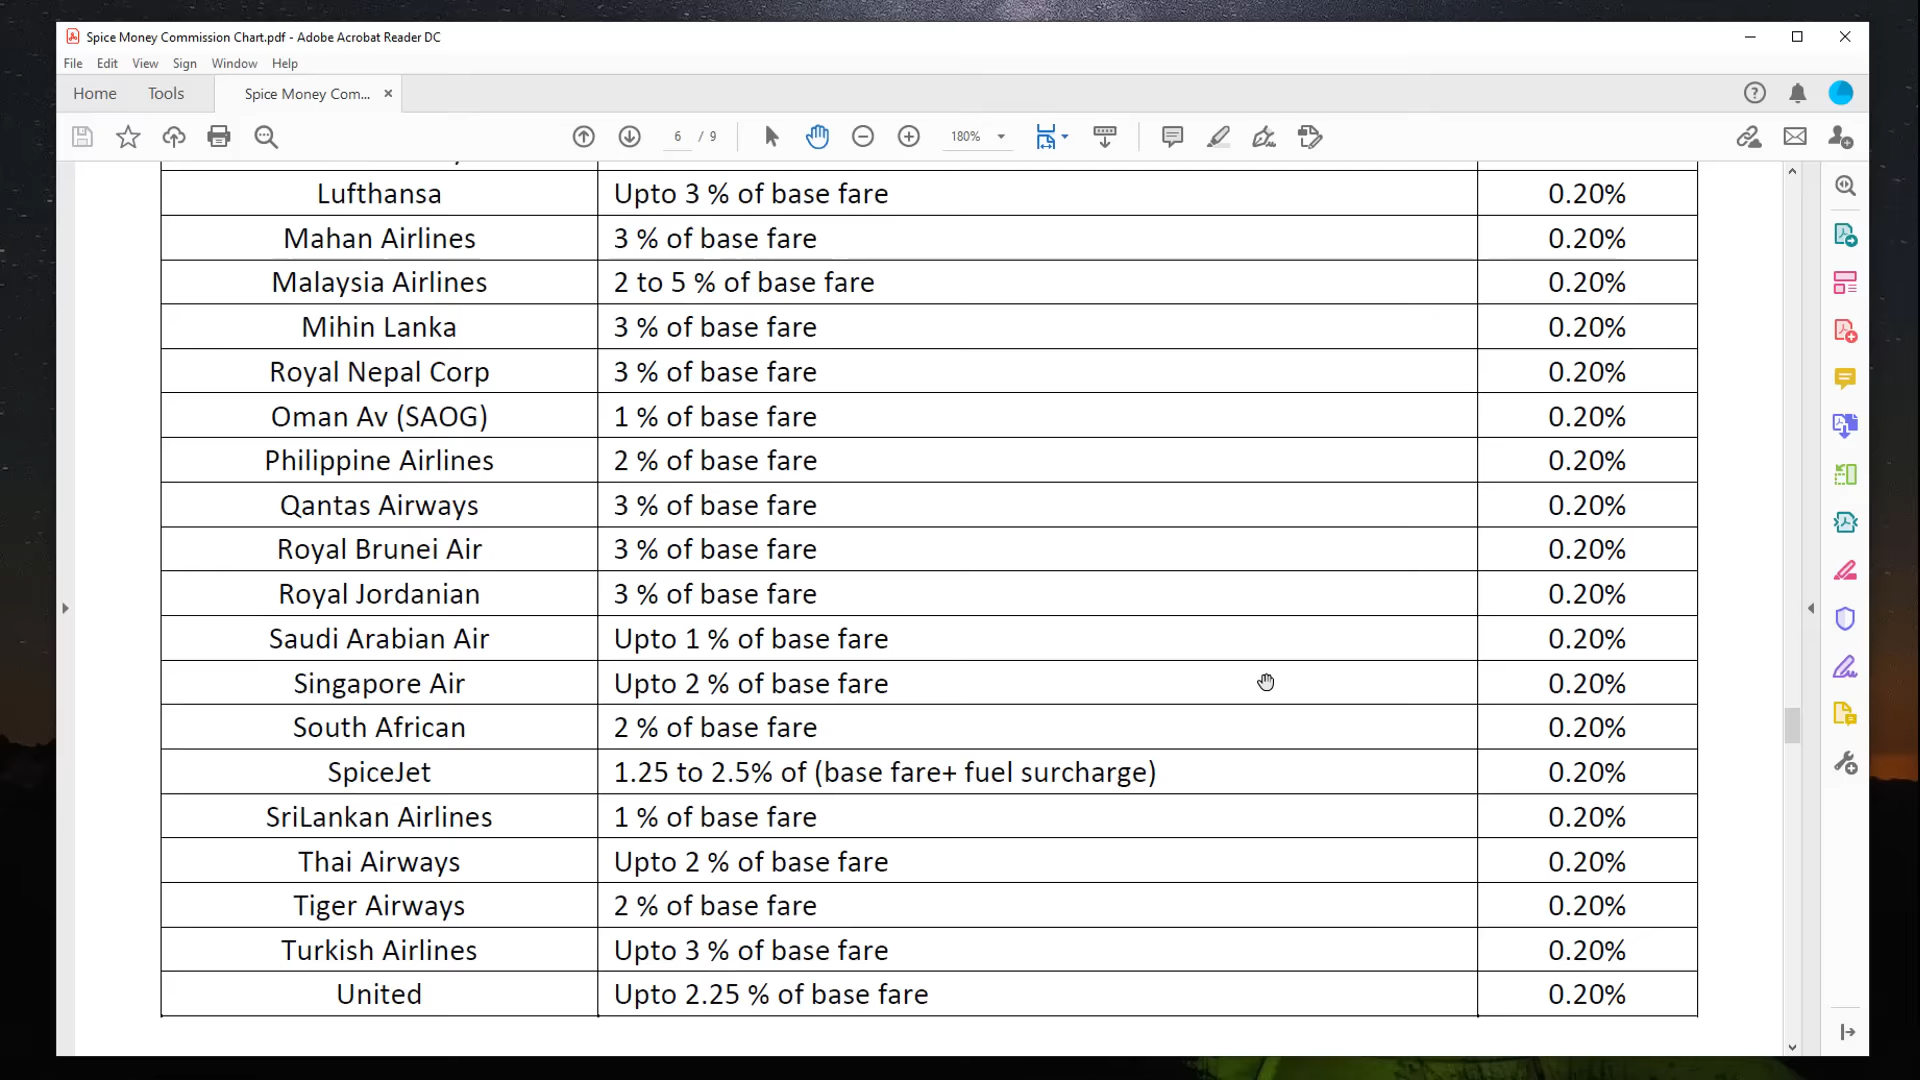 Spice Money Commission Chart.pdf - Adobe Acrobat Reader DC
File Edit View Sign Window Help
Home Tools Spice Money Com...
6 / 9 180%
Lufthansa Upto 3 % of base fare 0.20%
Mahan Airlines 3 % of base fare 0.20%
Malaysia Airlines 2 to 5 % of base fare 0.20%
Mihin Lanka 3 % of base fare 0.20%
Royal Nepal Corp 3 % of base fare 0.20%
Oman Av (SAOG) 1 % of base fare 0.20%
Philippine Airlines 2 % of base fare 0.20%
Qantas Airways 3 % of base fare 0.20%
Royal Brunei Air 3 % of base fare 0.20%
Royal Jordanian 3 % of base fare 0.20%
Saudi Arabian Air Upto 1 % of base fare 0.20%
Singapore Air Upto 2 % of base fare 0.20%
South African 2 % of base fare 0.20%
SpiceJet 1.25 to 2.5% of (base fare+ fuel surcharge) 0.20%
SriLankan Airlines 1 % of base fare 0.20%
Thai Airways Upto 2 % of base fare 0.20%
Tiger Airways 2 % of base fare 0.20%
Turkish Airlines Upto 3 % of base fare 0.20%
United Upto 2.25 % of base fare 0.20%